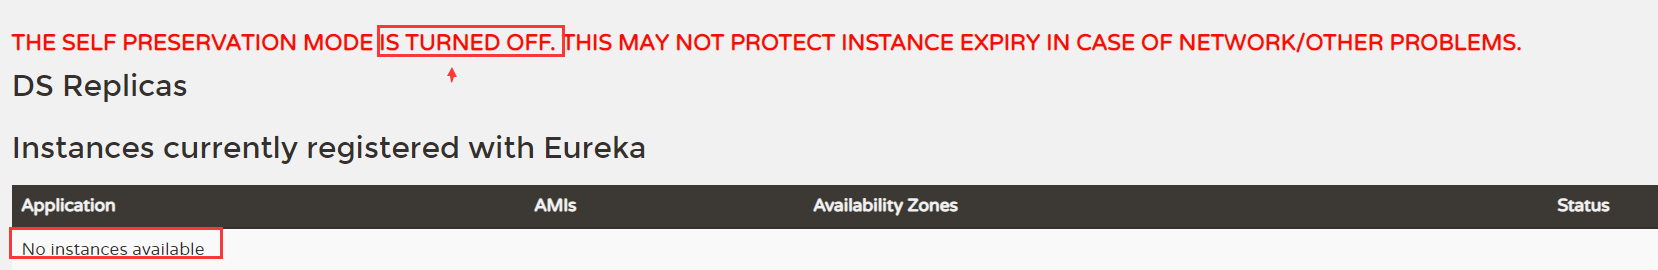 THE SELF PRESERVATION MODE IS TURNED OFF. THIS MAY NOT PROTECT INSTANCE EXPIRY IN CASE OF NETWORK/OTHER PROBLEMS.
DS Replicas
Instances currently registered with Eureka
Application AMIs Availability Zones Status
No instances available